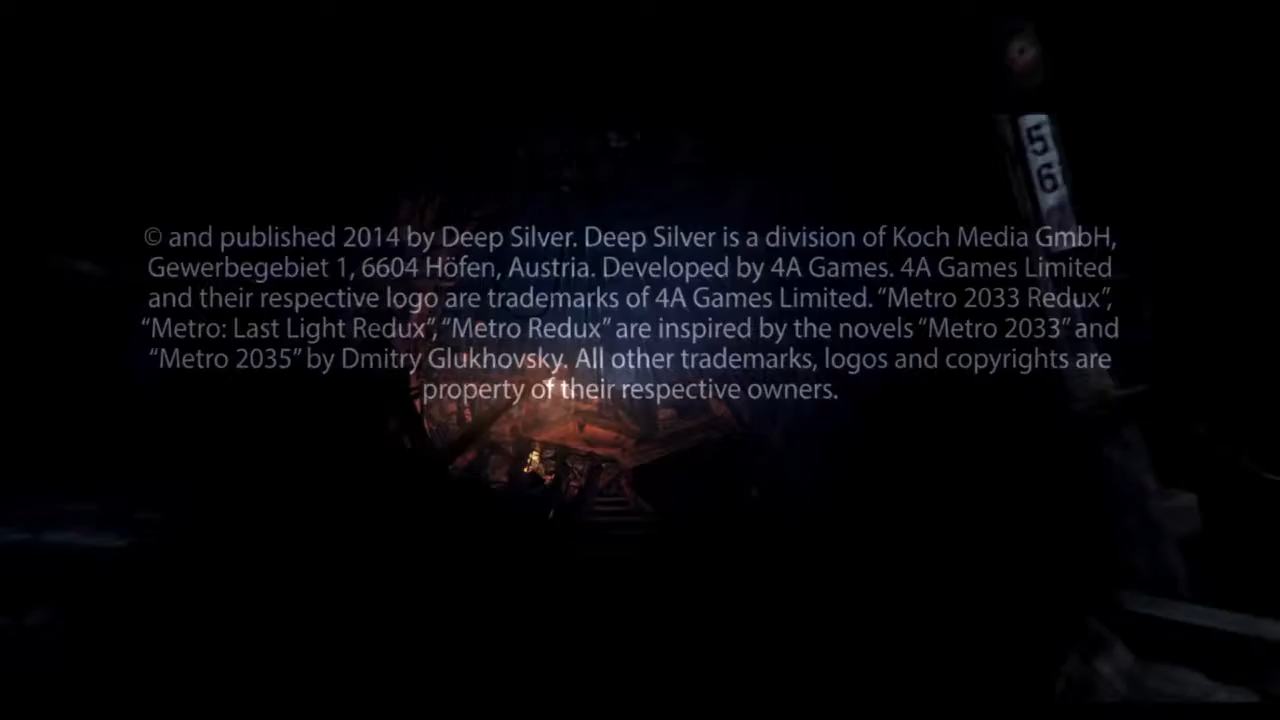 5
6
© and published 2014 by Deep Silver. Deep Silver is a division of Koch Media GmbH,
Gewerbegebiet 1, 6604 Höfen, Austria. Developed by 4A Games. 4A Games Limited
and their respective logo are trademarks of 4A Games Limited. “Metro 2033 Redux”,
“Metro: Last Light Redux”, “Metro Redux” are inspired by the novels “Metro 2033” and
“Metro 2035” by Dmitry Glukhovsky. All other trademarks, logos and copyrights are
property of their respective owners.